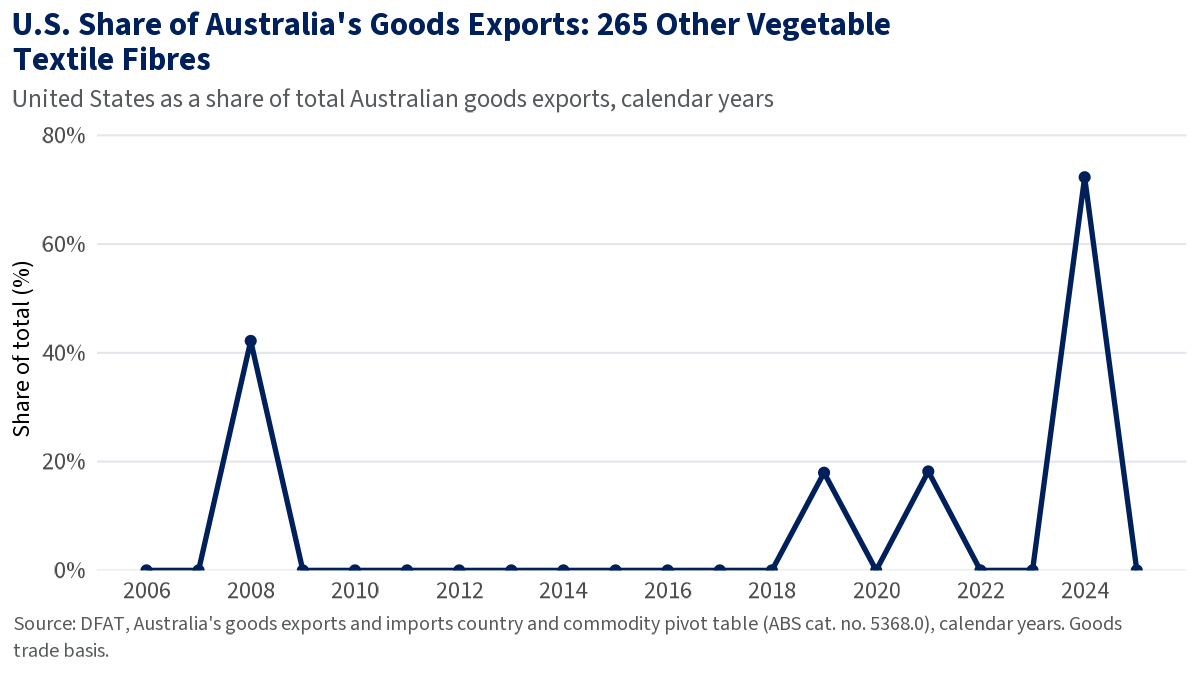 U.S. Share of Australia's Goods Exports: 265 Other Vegetable
Textile Fibres
United States as a share of total Australian goods exports, calendar years
80%
60%
40%
20%
0%
Share of total (%)
2006 2008 2010 2012 2014 2016 2018 2020 2022 2024
Source: DFAT, Australia's goods exports and imports country and commodity pivot table (ABS cat. no. 5368.0), calendar years. Goods
trade basis.